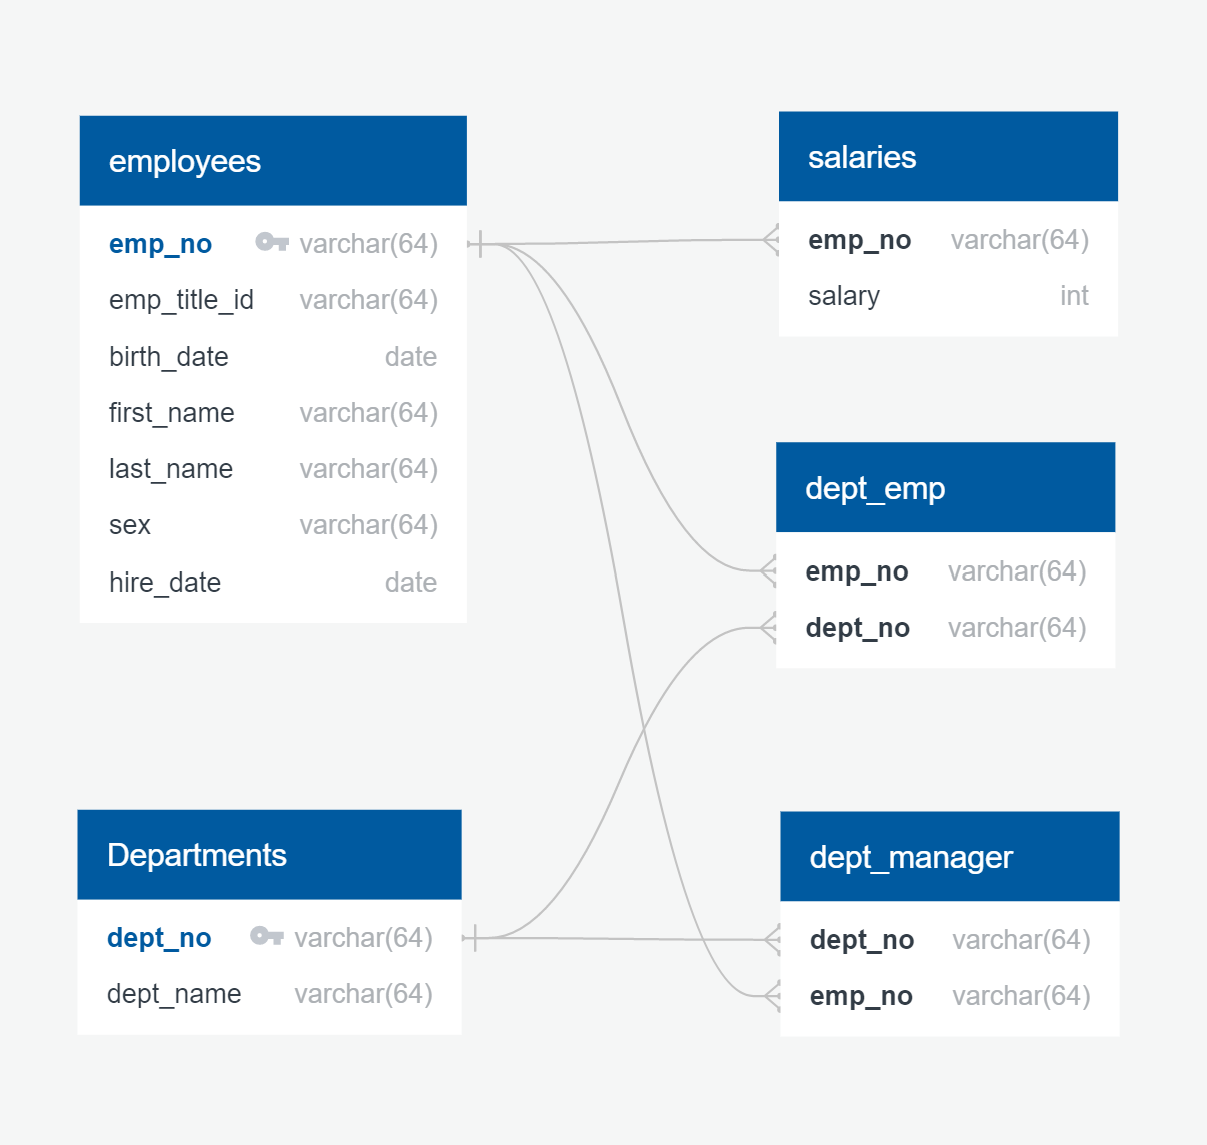 employees
emp_no varchar(64)
emp_title_id varchar(64)
birth_date date
first_name varchar(64)
last_name varchar(64)
sex varchar(64)
hire_date date
salaries
emp_no varchar(64)
salary int
dept_emp
emp_no varchar(64)
dept_no varchar(64)
Departments
dept_no varchar(64)
dept_name varchar(64)
dept_manager
dept_no varchar(64)
emp_no varchar(64)